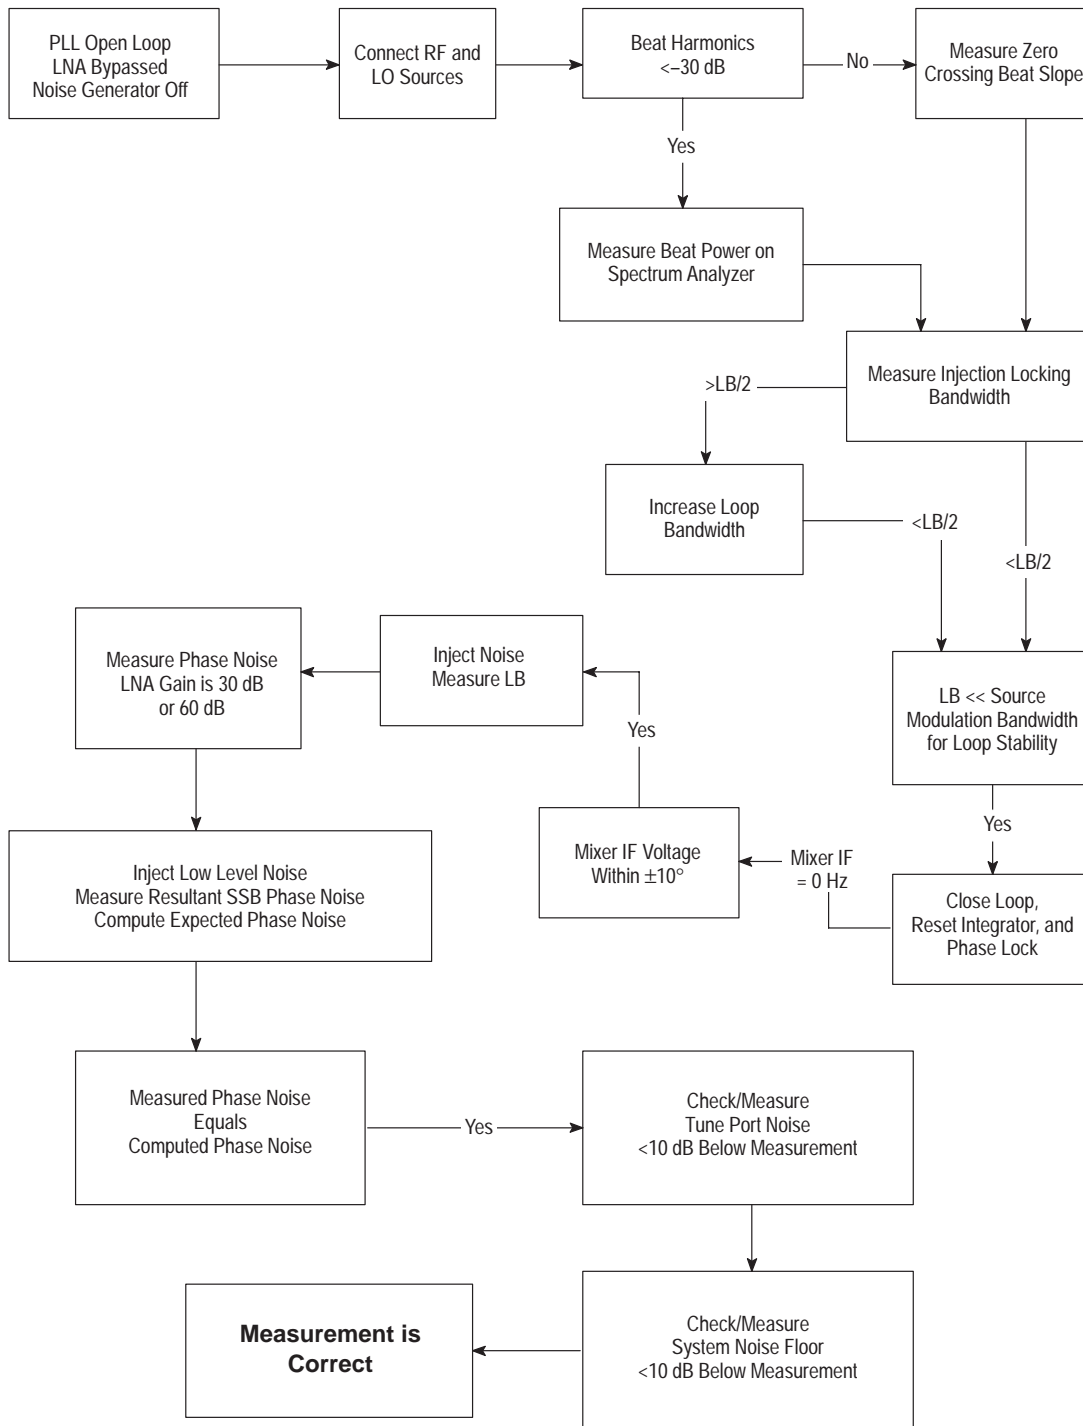 PLL Open Loop
LNA Bypassed
Noise Generator Off
Connect RF and
LO Sources
Beat Harmonics
<–30 dB
No
Measure Zero
Crossing Beat Slope
Yes
Measure Beat Power on
Spectrum Analyzer
Measure Injection Locking
Bandwidth
>LB/2
Increase Loop
Bandwidth
<LB/2
<LB/2
LB << Source
Modulation Bandwidth
for Loop Stability
Yes
Close Loop,
Reset Integrator, and
Phase Lock
Mixer IF
= 0 Hz
Mixer IF Voltage
Within ±10°
Yes
Inject Noise
Measure LB
Measure Phase Noise
LNA Gain is 30 dB
or 60 dB
Inject Low Level Noise
Measure Resultant SSB Phase Noise
Compute Expected Phase Noise
Measured Phase Noise
Equals
Computed Phase Noise
Yes
Check/Measure
Tune Port Noise
<10 dB Below Measurement
Check/Measure
System Noise Floor
<10 dB Below Measurement
Measurement is
Correct